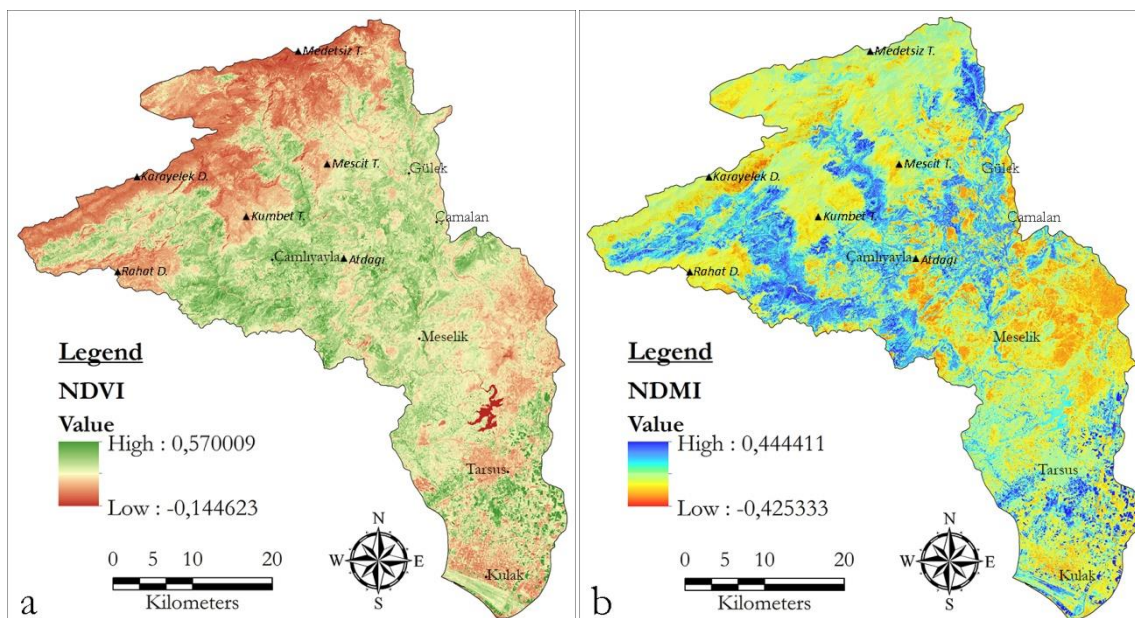 Medetsiz T.
Mescit T.
Gülek
Karayelek D.
Kumbet T.
Çamalan
Çamlıyayla
Atdagı
Rahat D.
Meselik
Legend
NDVI
Value
High : 0,570009
Low : -0,144623
Tarsus
Kulak
N
W E
S
0 5 10 20
Kilometers
a
Medetsiz T.
Mescit T.
Gülek
Karayelek D.
Kumbet T.
Çamalan
Çamlıyayla
Atdagı
Rahat D.
Meselik
Legend
NDMI
Value
High : 0,444411
Low : -0,425333
Tarsus
Kulak
N
W E
S
0 5 10 20
Kilometers
b